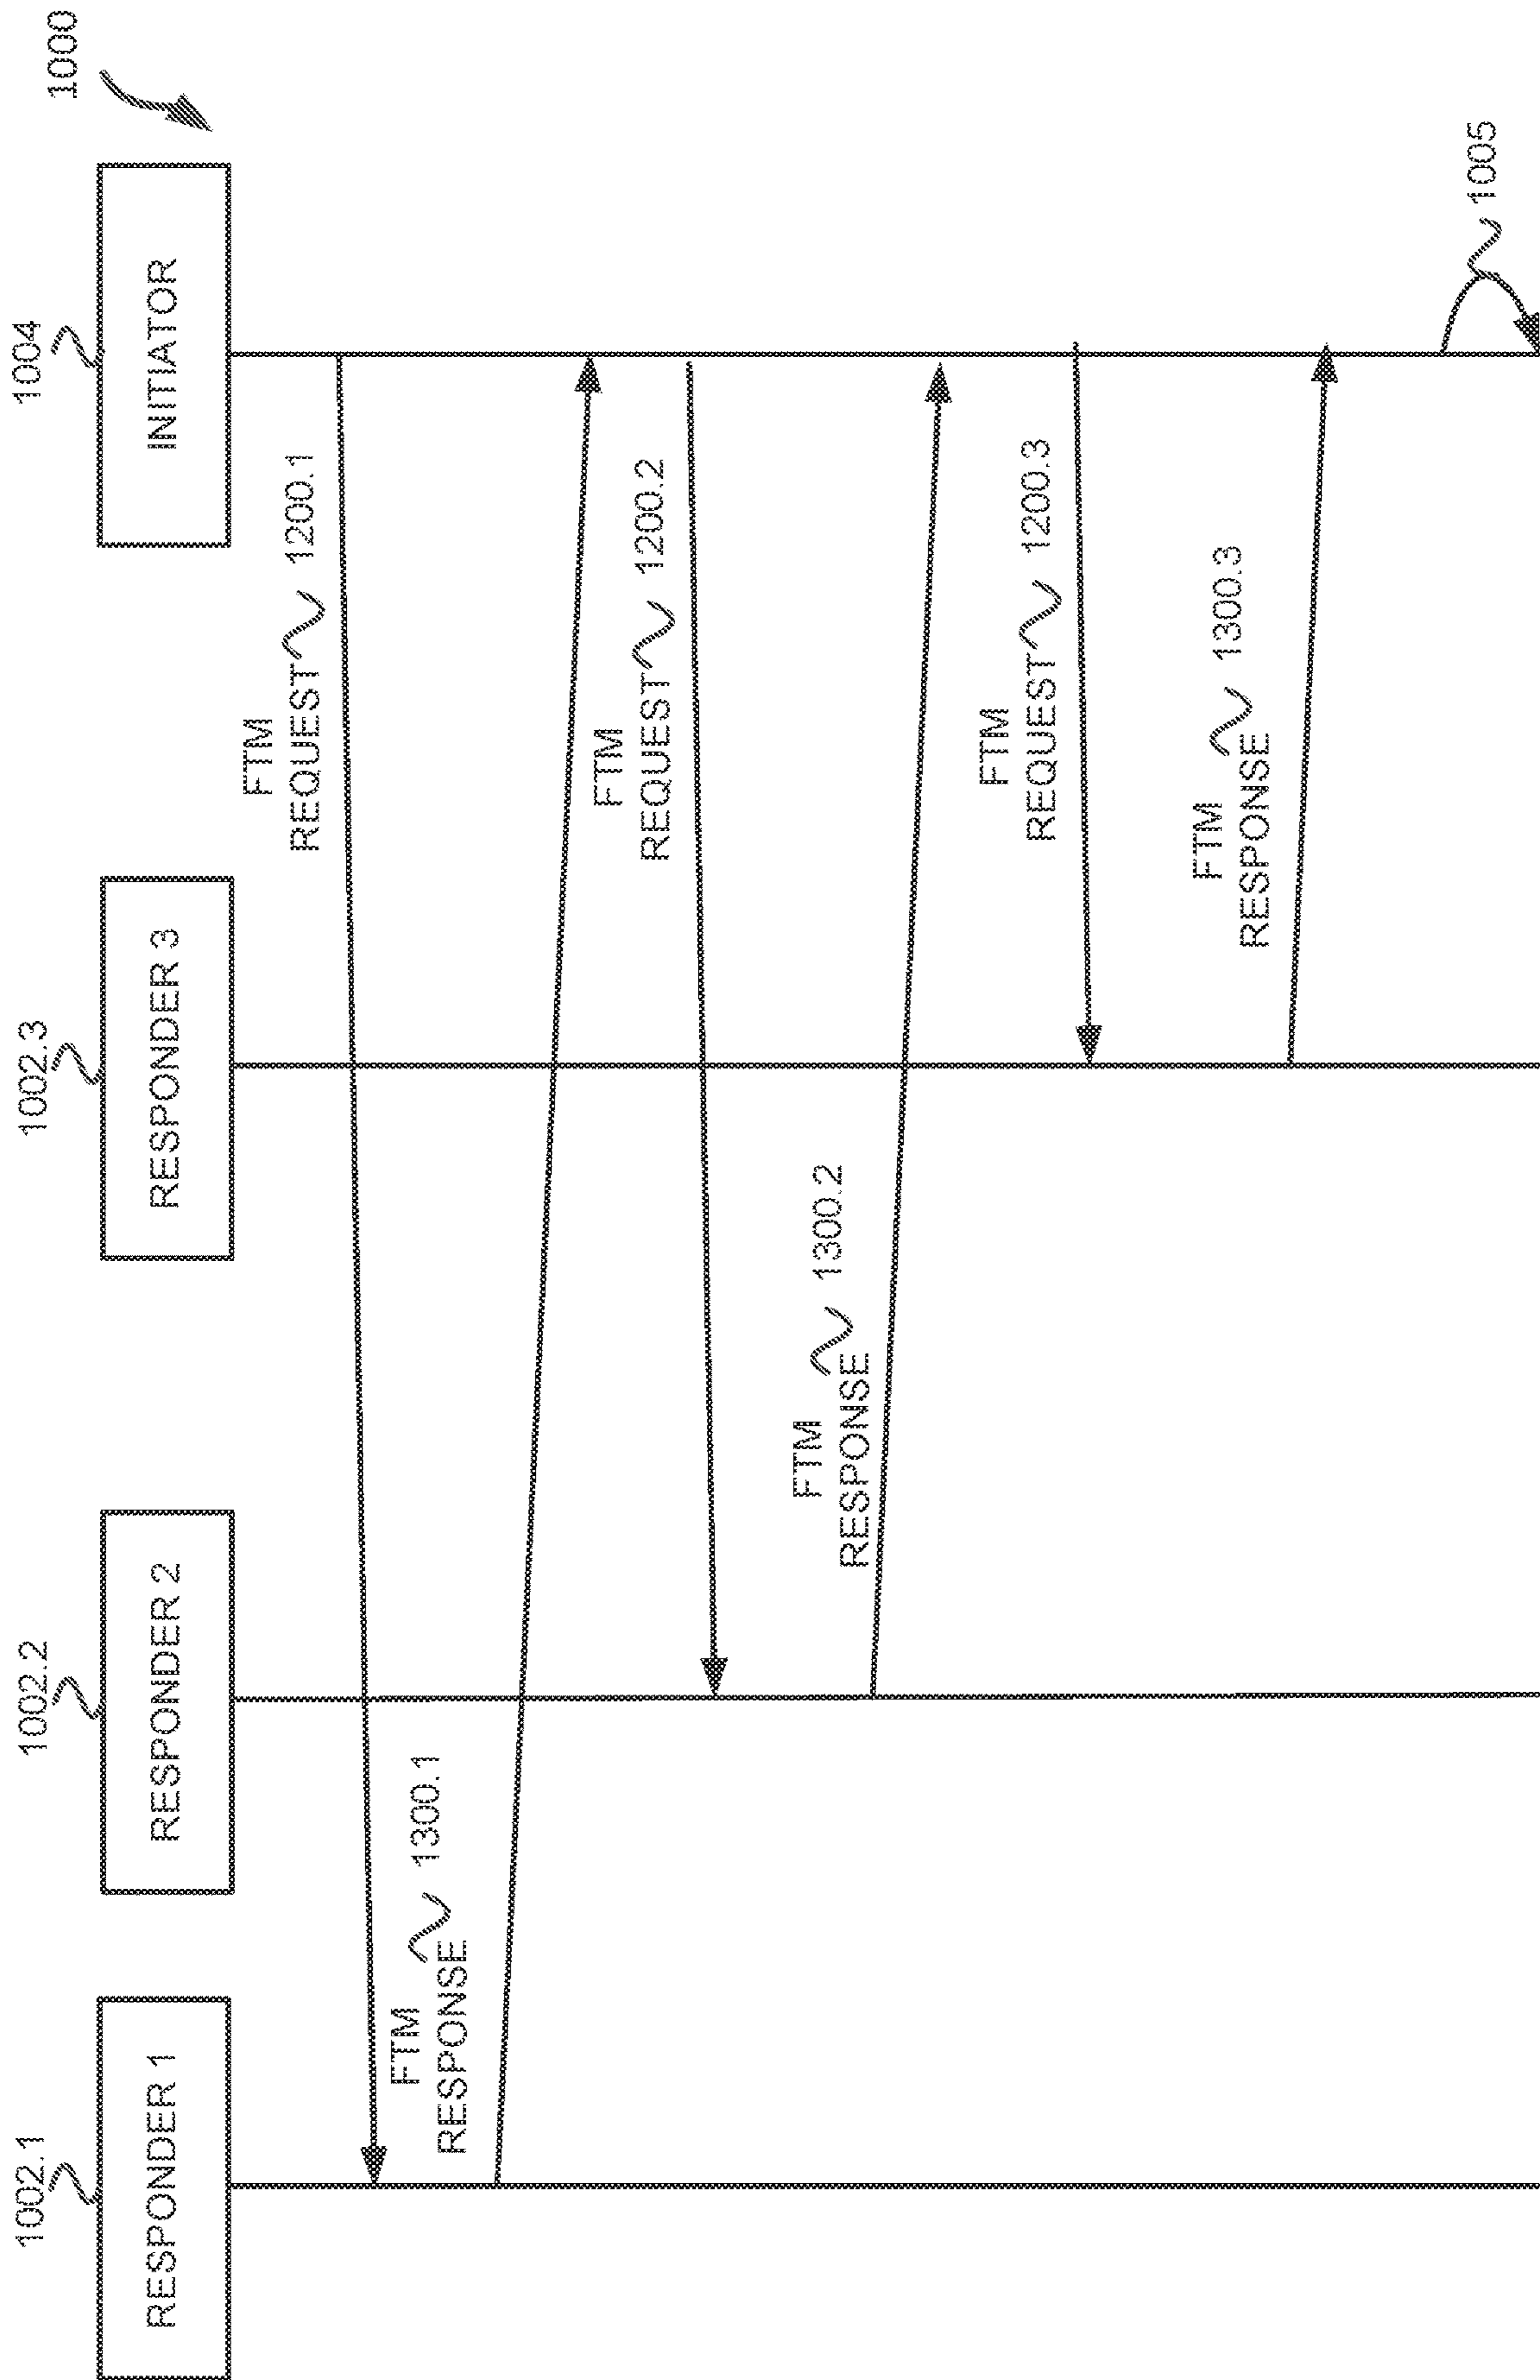 1000
1002.1
1002.2
1002.3
1004
RESPONDER 1
RESPONDER 2
RESPONDER 3
INITIATOR
FTM
REQUEST 1200.1
FTM
RESPONSE 1300.1
FTM
REQUEST 1200.2
FTM
RESPONSE 1300.2
FTM
REQUEST 1200.3
FTM
RESPONSE 1300.3
1005